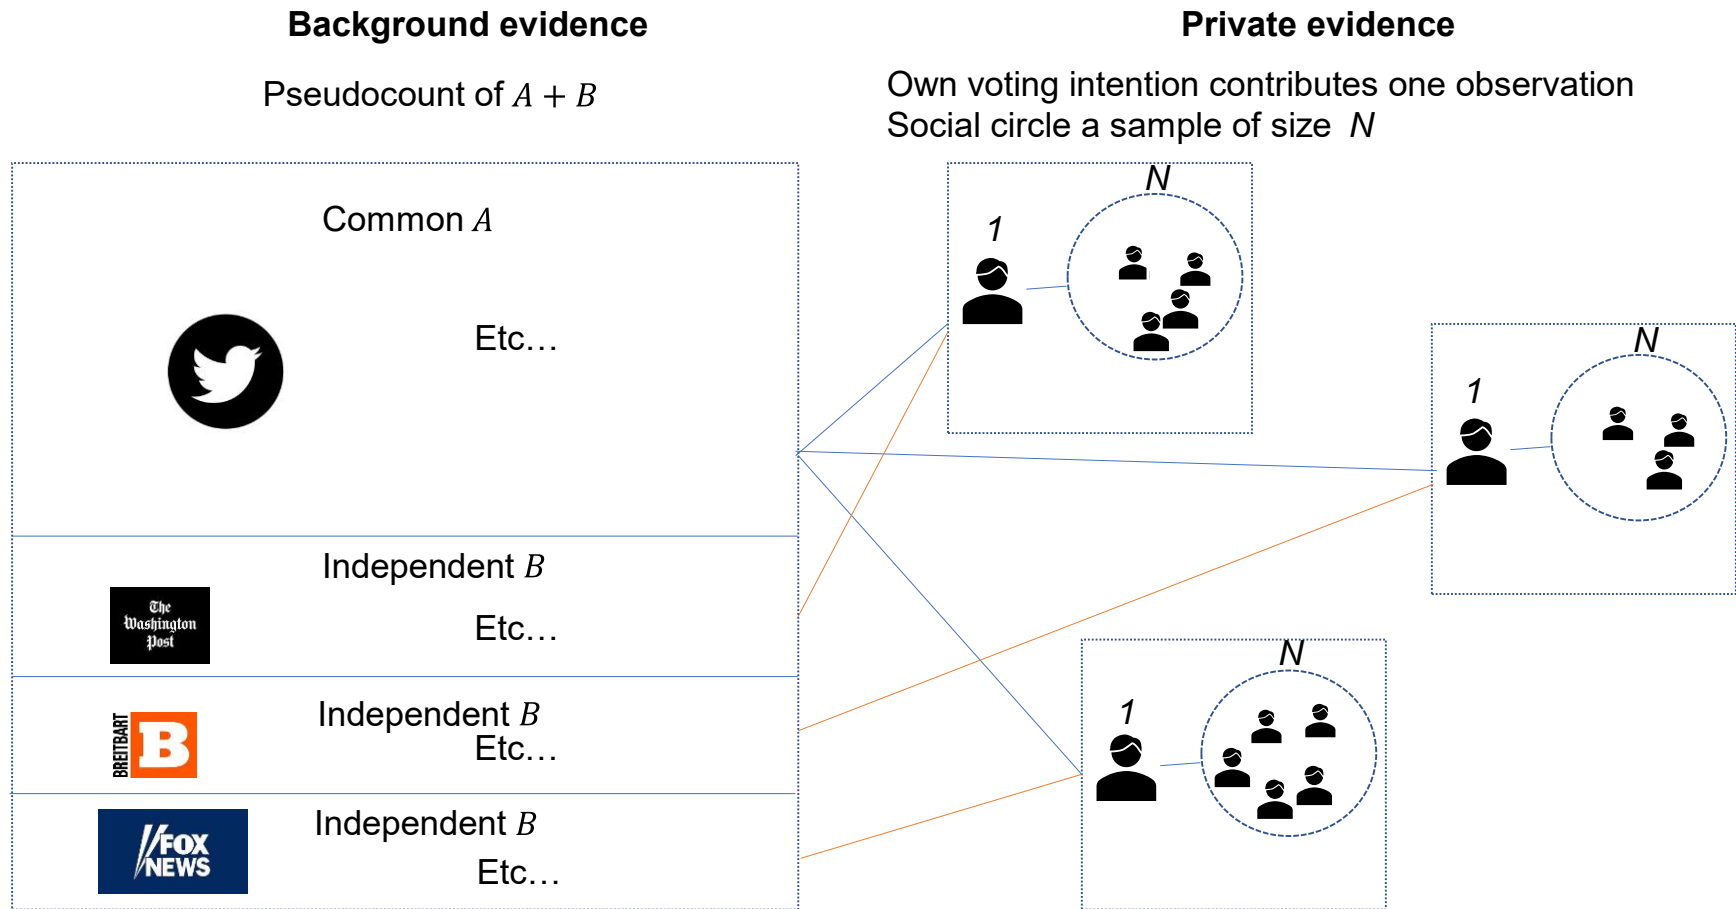 Background evidence
Pseudocount of A + B
Common A
Etc…
Independent B
The
Washington
Post
Etc…
BREITBART
B
Independent B
Etc…
FOX
NEWS
Independent B
Etc…
Private evidence
Own voting intention contributes one observation
Social circle a sample of size N
N
1
N
1
N
1